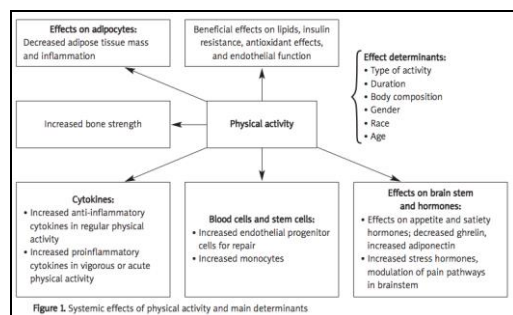 Effects on adipocytes:
Decreased adipose tissue mass
and inflammation
Beneficial effects on lipids, insulin
resistance, antioxidant effects,
and endothelial function
Effect determinants:
• Type of activity
• Duration
• Body composition
• Gender
• Race
• Age
Increased bone strength
Physical activity
Cytokines:
• Increased anti-inflammatory
cytokines in regular physical
activity
• Increased proinflammatory
cytokines in vigorous or acute
physical activity
Blood cells and stem cells:
• Increased endothelial progenitor
cells for repair
• Increased monocytes
Effects on brain stem
and hormones:
• Effects on appetite and satiety
hormones; decreased ghrelin,
increased adiponectin
• Increased stress hormones,
modulation of pain pathways
in brainstem
Figure 1. Systemic effects of physical activity and main determinants